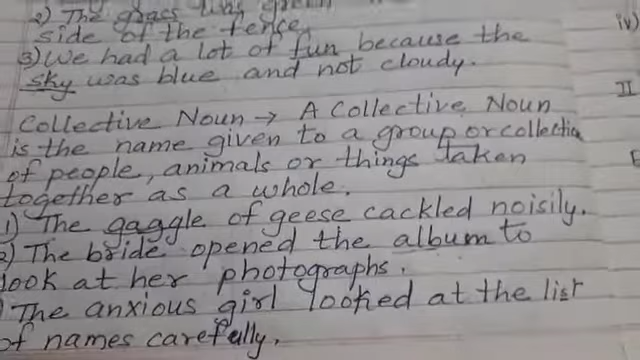 2) The grass
side of the fence.
3) We had a lot of fun because the
sky was blue and not cloudy.
Collective Noun → A Collective Noun
is the name given to a group or collection
of people, animals or things taken
together as a whole.
1) The gaggle of geese cackled noisily.
2) The bride opened the album to
look at her photographs.
) The anxious girl looked at the list
of names carefully.
iv)
II